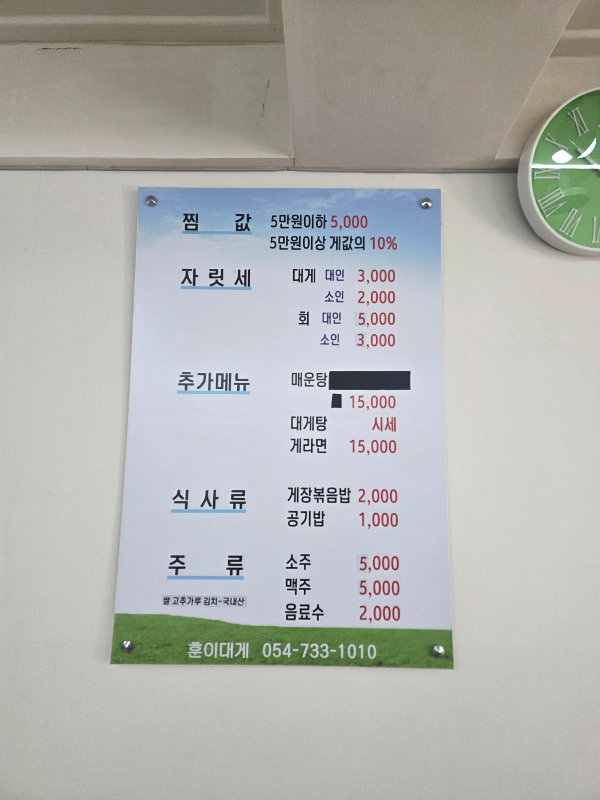 찜 값 5만원이하 5,000
5만원이상 게값의 10%
자 릿 세 대게 대인 3,000
소인 2,000
회 대인 5,000
소인 3,000
추가메뉴 매운탕
15,000
대게탕 시세
게라면 15,000
식 사 류 게장볶음밥 2,000
공기밥 1,000
주 류 소주 5,000
맥주 5,000
쌀 고추가루 김치-국내산
음료수 2,000
훈이대게 054-733-1010